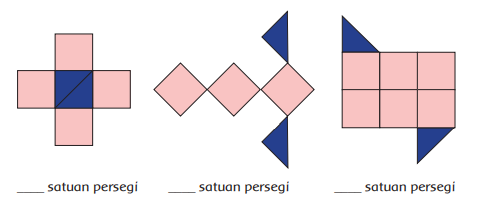 ____ satuan persegi ____ satuan persegi ____ satuan persegi